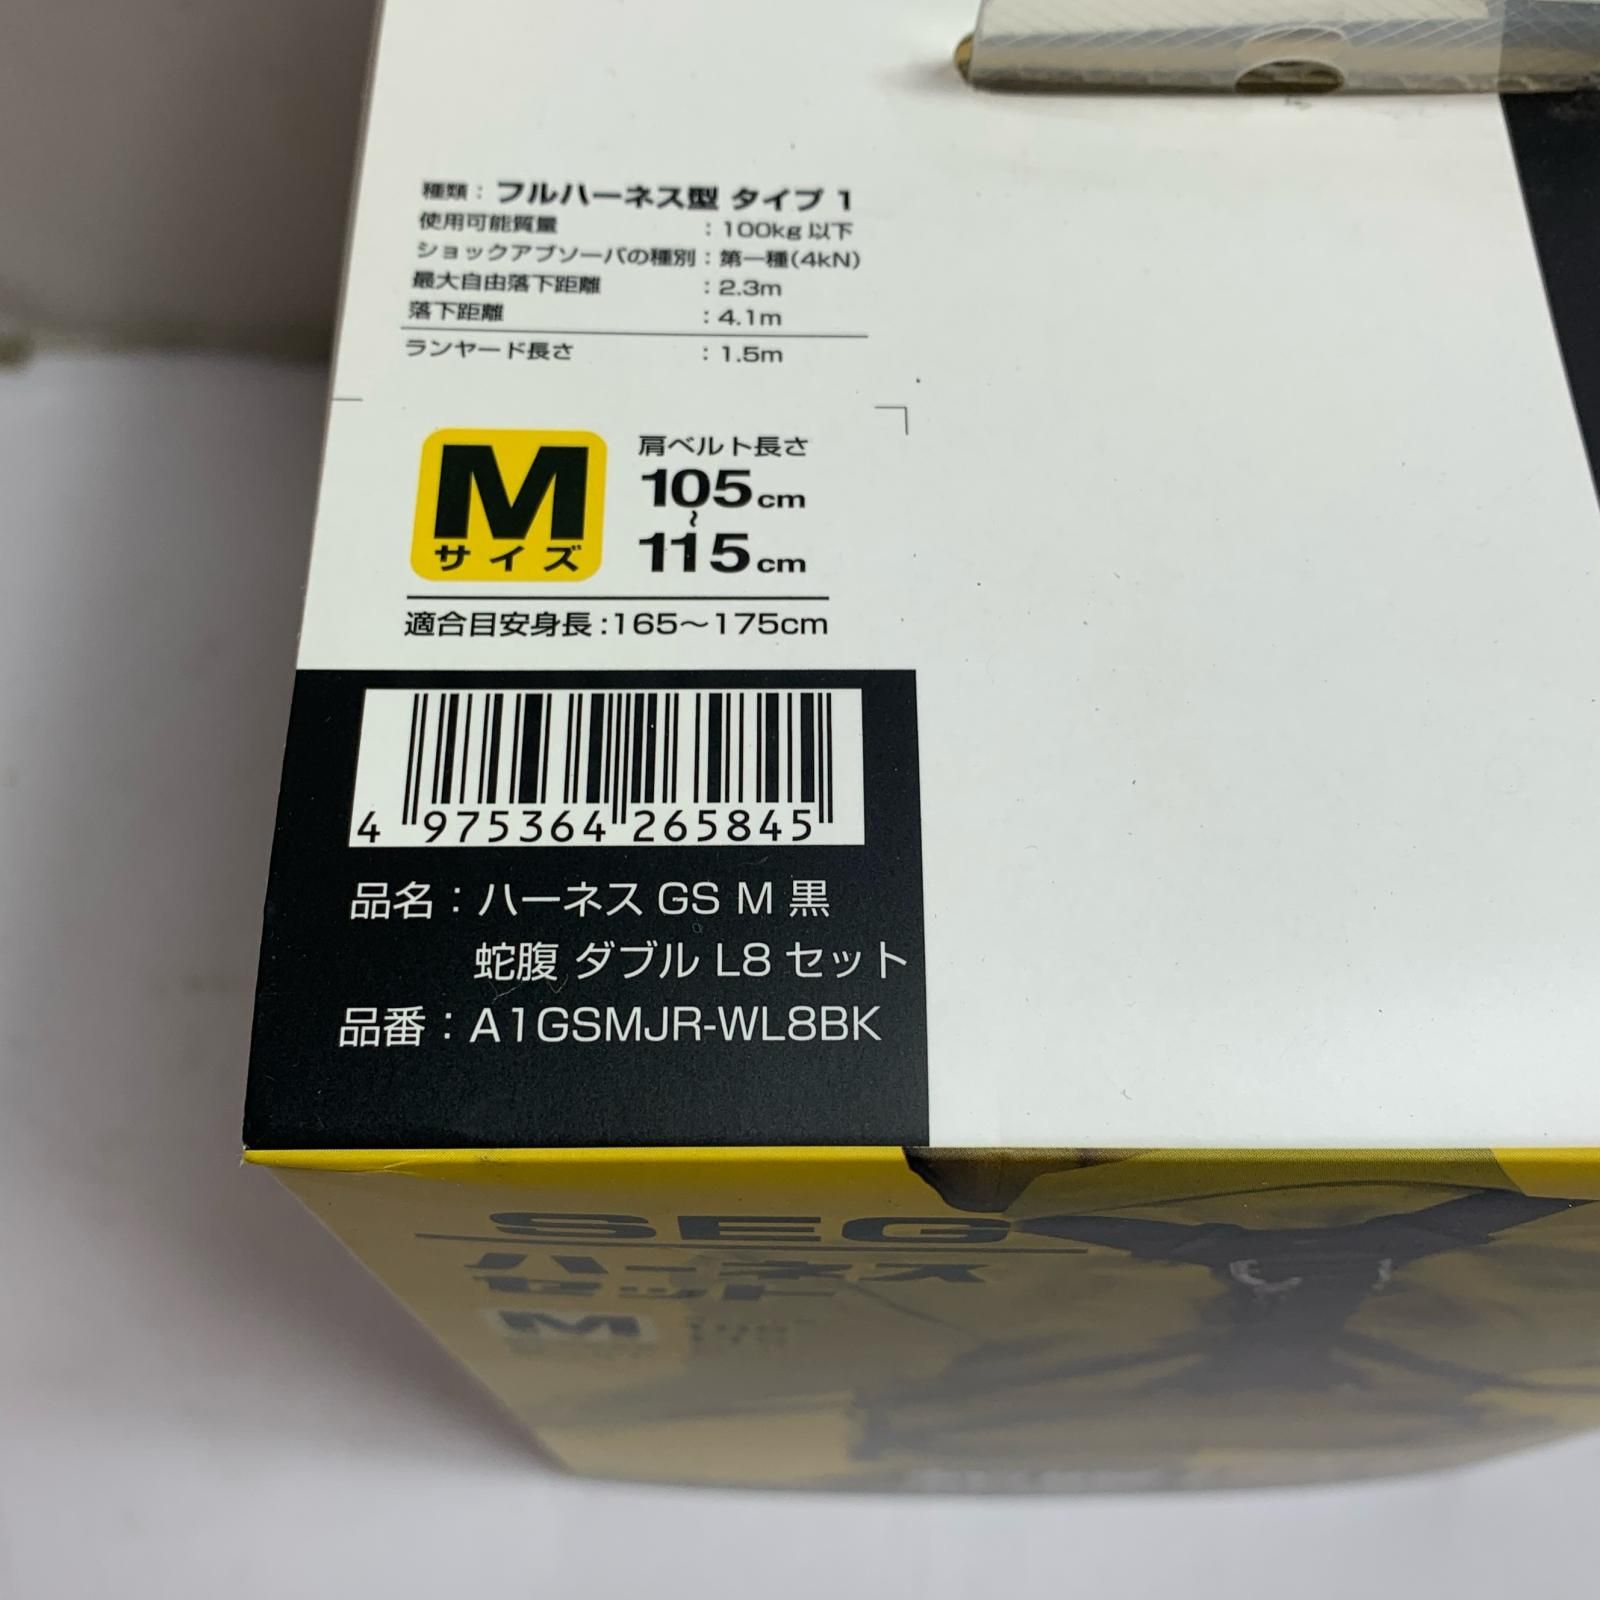 種類：フルハーネス型 タイプ 1
使用可能質量：100kg 以下
ショックアブソーバの種別：第一種(4kN)
最大自由落下距離：2.3m
落下距離：4.1m
ランヤード長さ：1.5m
M
サイズ
肩ベルト長さ
105cm
～
115cm
適合目安身長:165～175cm
4 975364 265845
品名：ハーネス GS M 黒
蛇腹 ダブル L8 セット
品番：A1GSMJR-WL8BK
SEG
ハーネス
セット
M